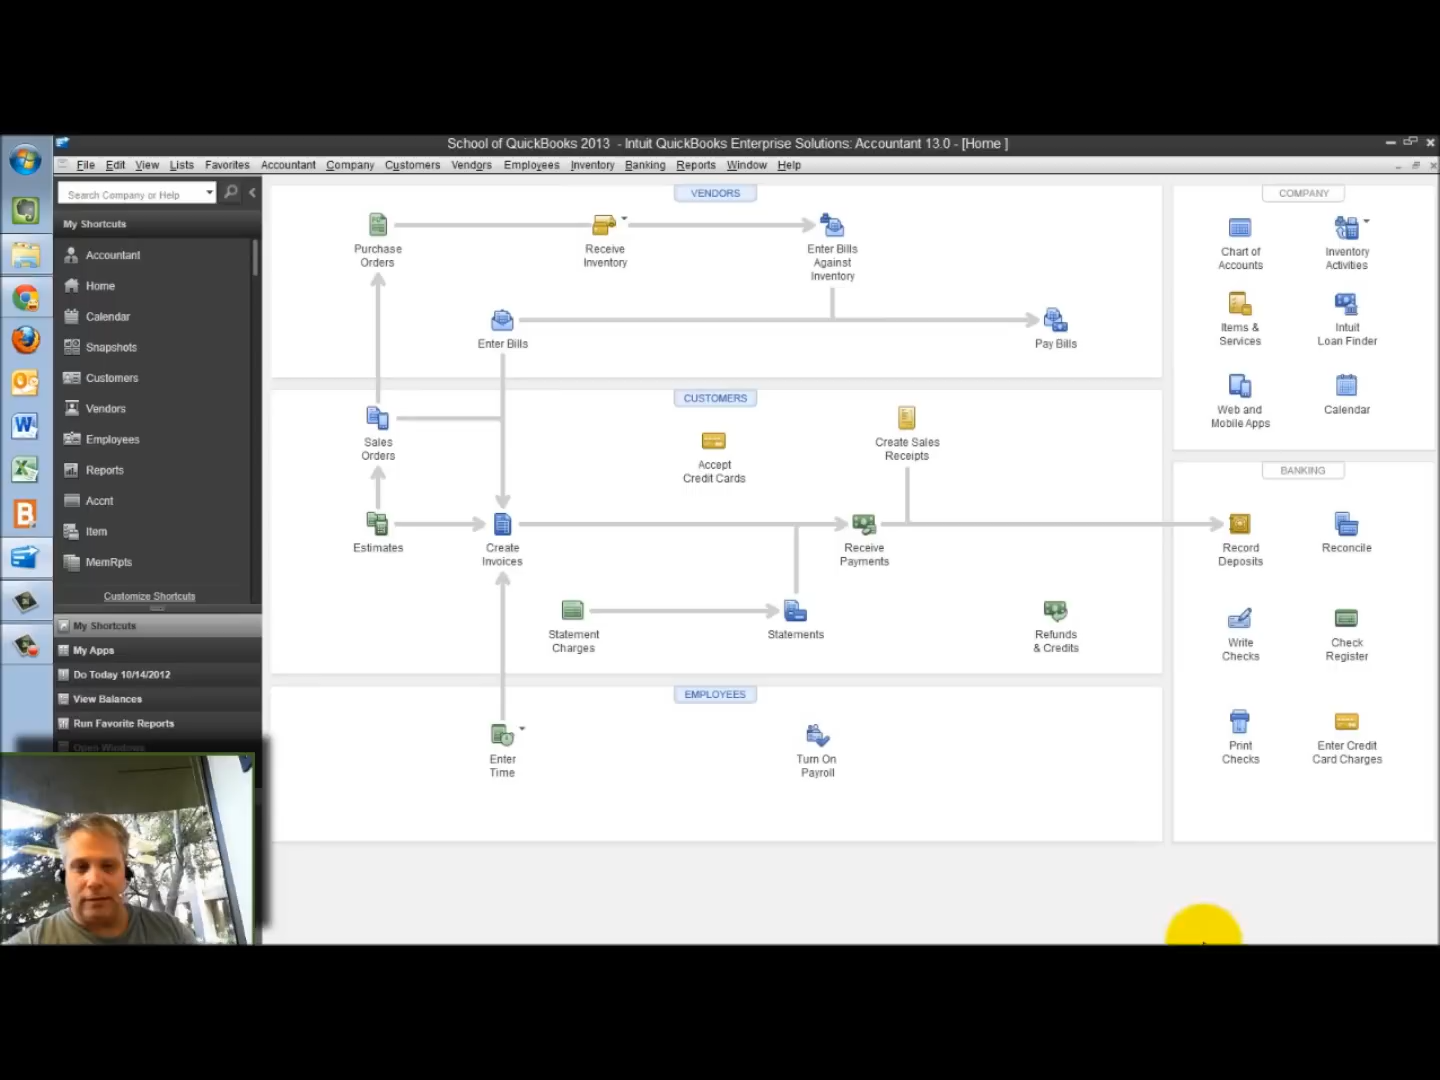 School of QuickBooks 2013 - Intuit QuickBooks Enterprise Solutions: Accountant 13.0 - [Home ]
File Edit View Lists Favorites Accountant Company Customers Vendors Employees Inventory Banking Reports Window Help
Search Company or Help
My Shortcuts
Accountant
Home
Calendar
Snapshots
Customers
Vendors
Employees
Reports
Accnt
Item
MemRpts
Customize Shortcuts
My Shortcuts
My Apps
Do Today 10/14/2012
View Balances
Run Favorite Reports
Open Windows
VENDORS
Purchase
Orders
Receive
Inventory
Enter Bills
Against
Inventory
Enter Bills
Pay Bills
CUSTOMERS
Sales
Orders
Accept
Credit Cards
Create Sales
Receipts
Estimates
Create
Invoices
Receive
Payments
Statement
Charges
Statements
Refunds
& Credits
EMPLOYEES
Enter
Time
Turn On
Payroll
COMPANY
Chart of
Accounts
Inventory
Activities
Items &
Services
Intuit
Loan Finder
Web and
Mobile Apps
Calendar
BANKING
Record
Deposits
Reconcile
Write
Checks
Check
Register
Print
Checks
Enter Credit
Card Charges